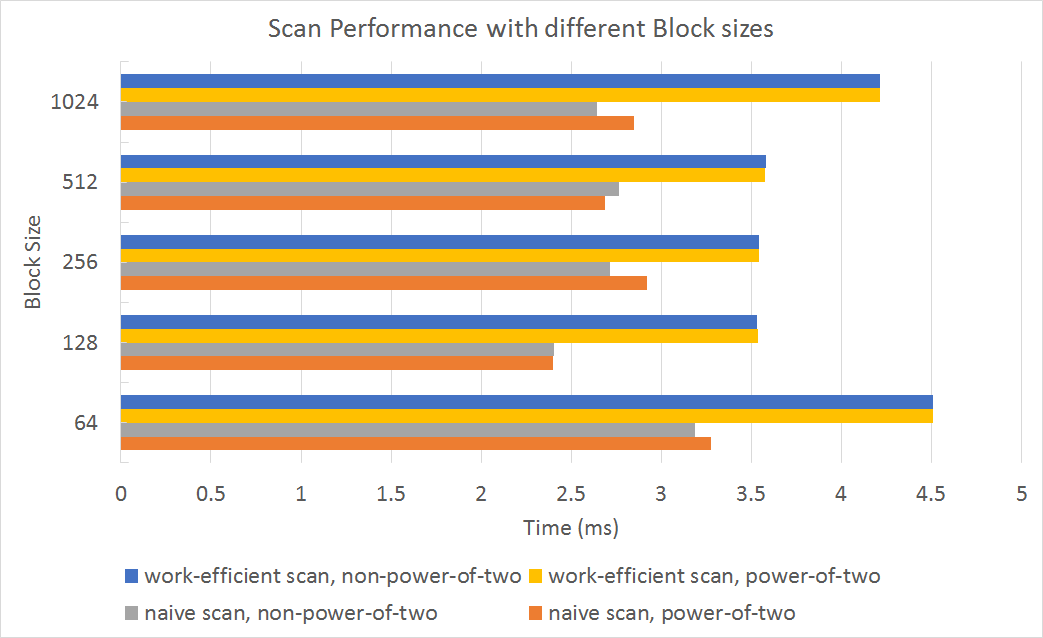 Scan Performance with different Block sizes
1024
512
256
128
64
Block Size
0 0.5 1 1.5 2 2.5 3 3.5 4 4.5 5
Time (ms)
work-efficient scan, non-power-of-two work-efficient scan, power-of-two
naive scan, non-power-of-two naive scan, power-of-two